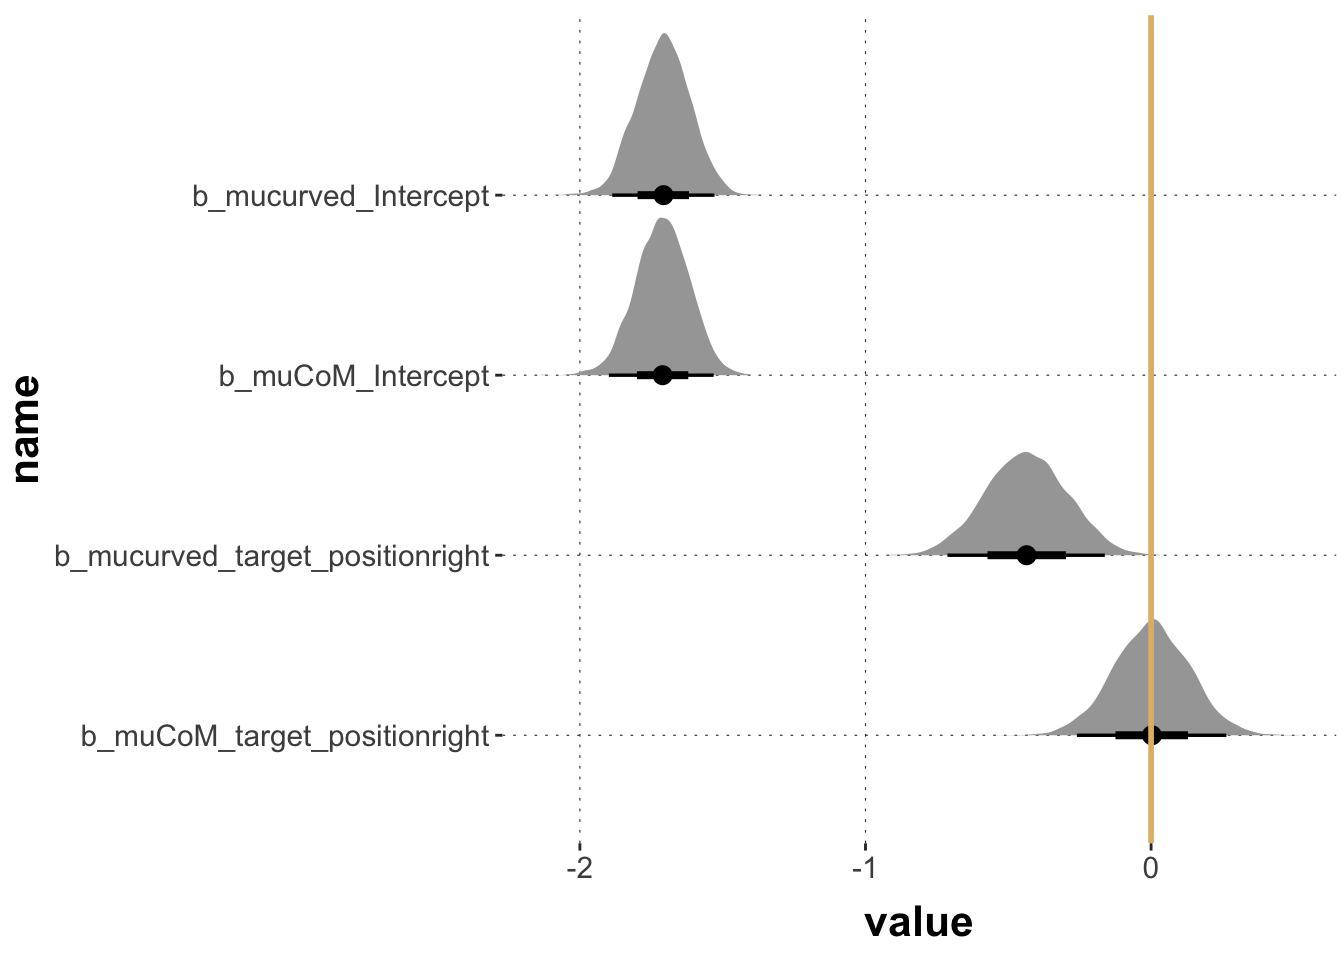 b_mucurved_Intercept
b_muCoM_Intercept
b_mucurved_target_positionright
b_muCoM_target_positionright
name
-2
-1
0
value